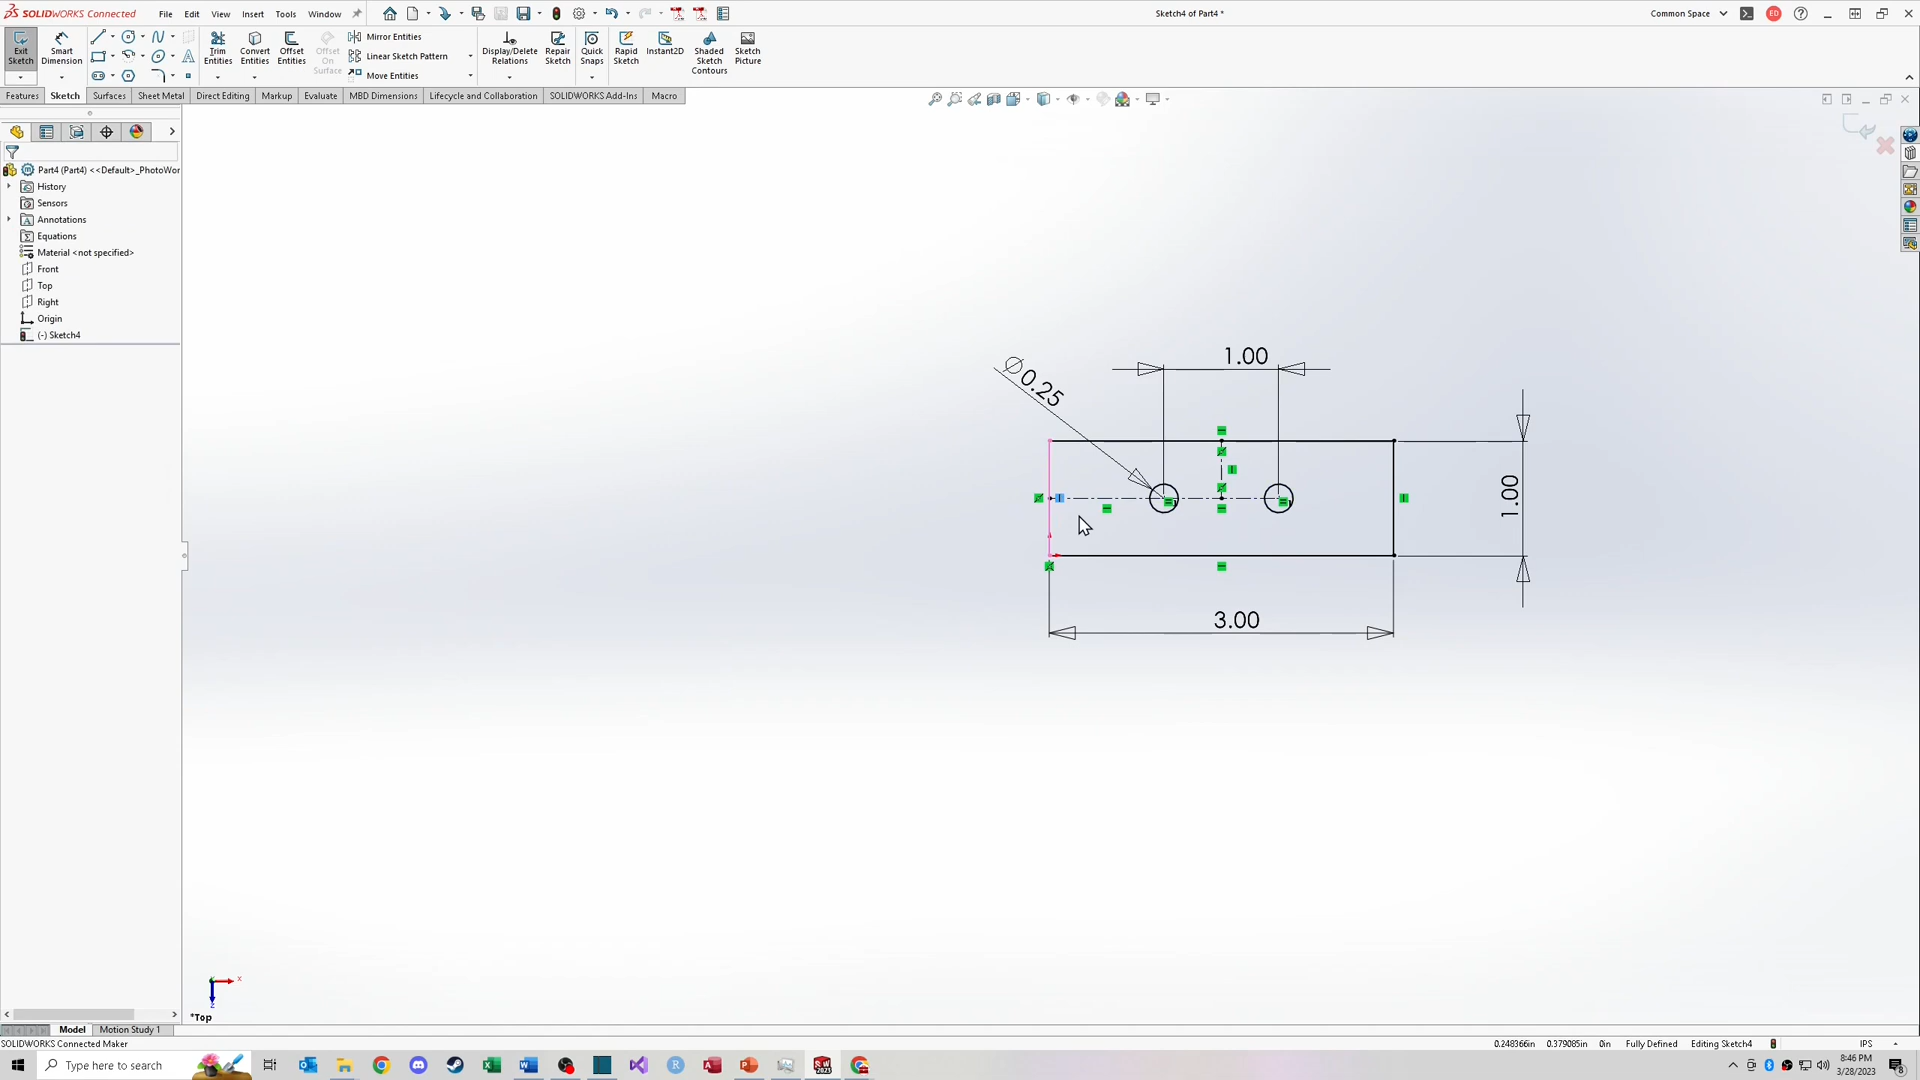 SOLIDWORKS Connected
File
Edit
View
Insert
Tools
Window
Sketch4 of Part4 *
Common Space
Exit Sketch
Smart Dimension
Trim Entities
Convert Entities
Offset Entities
Offset On Surface
Mirror Entities
Linear Sketch Pattern
Move Entities
Display/Delete Relations
Repair Sketch
Quick Snaps
Rapid Sketch
Instant2D
Shaded Sketch Contours
Sketch Picture
Features
Sketch
Surfaces
Sheet Metal
Direct Editing
Markup
Evaluate
MBD Dimensions
Lifecycle and Collaboration
SOLIDWORKS Add-Ins
Macro
Part4 (Part4) <<Default>_PhotoWor
History
Sensors
Annotations
Equations
Material <not specified>
Front
Top
Right
Origin
(-) Sketch4
1.00
Ø0.25
1.00
3.00
x
z
*Top
Model
Motion Study 1
SOLIDWORKS Connected Maker
0.248366in
0.379085in
0in
Fully Defined
Editing Sketch4
IPS
Type here to search
8:46 PM
3/28/2023